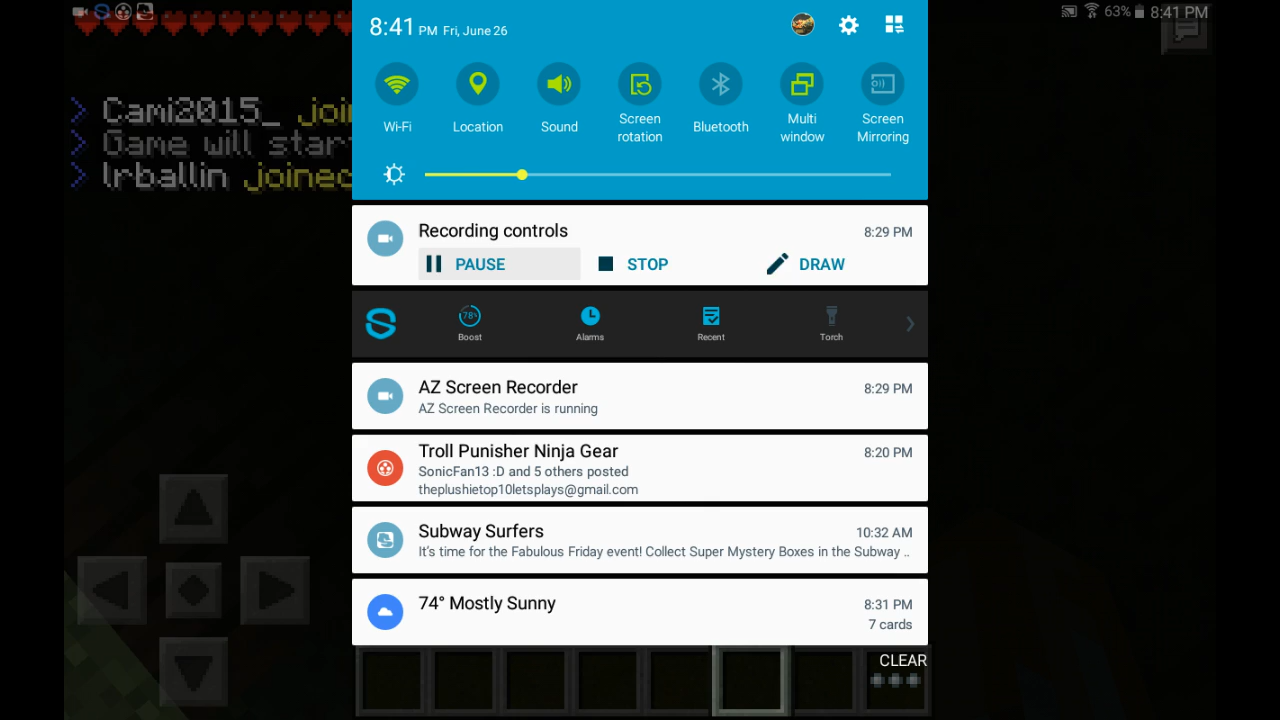 63% 8:41 PM
8:41 PM Fri, June 26
Wi-Fi
Location
Sound
Screen rotation
Bluetooth
Multi window
Screen Mirroring
> Cami2015_ joi
> Game will star
> lrballin joined
Recording controls 8:29 PM
PAUSE STOP DRAW
78%
Boost Alarms Recent Torch
AZ Screen Recorder 8:29 PM
AZ Screen Recorder is running
Troll Punisher Ninja Gear 8:20 PM
SonicFan13 :D and 5 others posted
theplushietop10letsplays@gmail.com
Subway Surfers 10:32 AM
It's time for the Fabulous Friday event! Collect Super Mystery Boxes in the Subway ..
74° Mostly Sunny 8:31 PM
7 cards
CLEAR